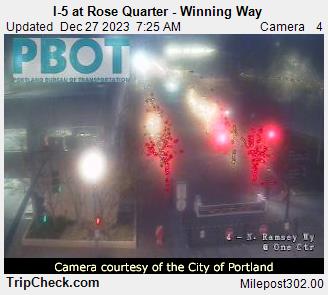 I-5 at Rose Quarter - Winning Way
Updated Dec 27 2023 7:25 AM Camera 4
PBOT
PORTLAND BUREAU OF TRANSPORTATION
4 - N. Ramsey Wy
@ One Ctr
Camera courtesy of the City of Portland
TripCheck.com Milepost302.00